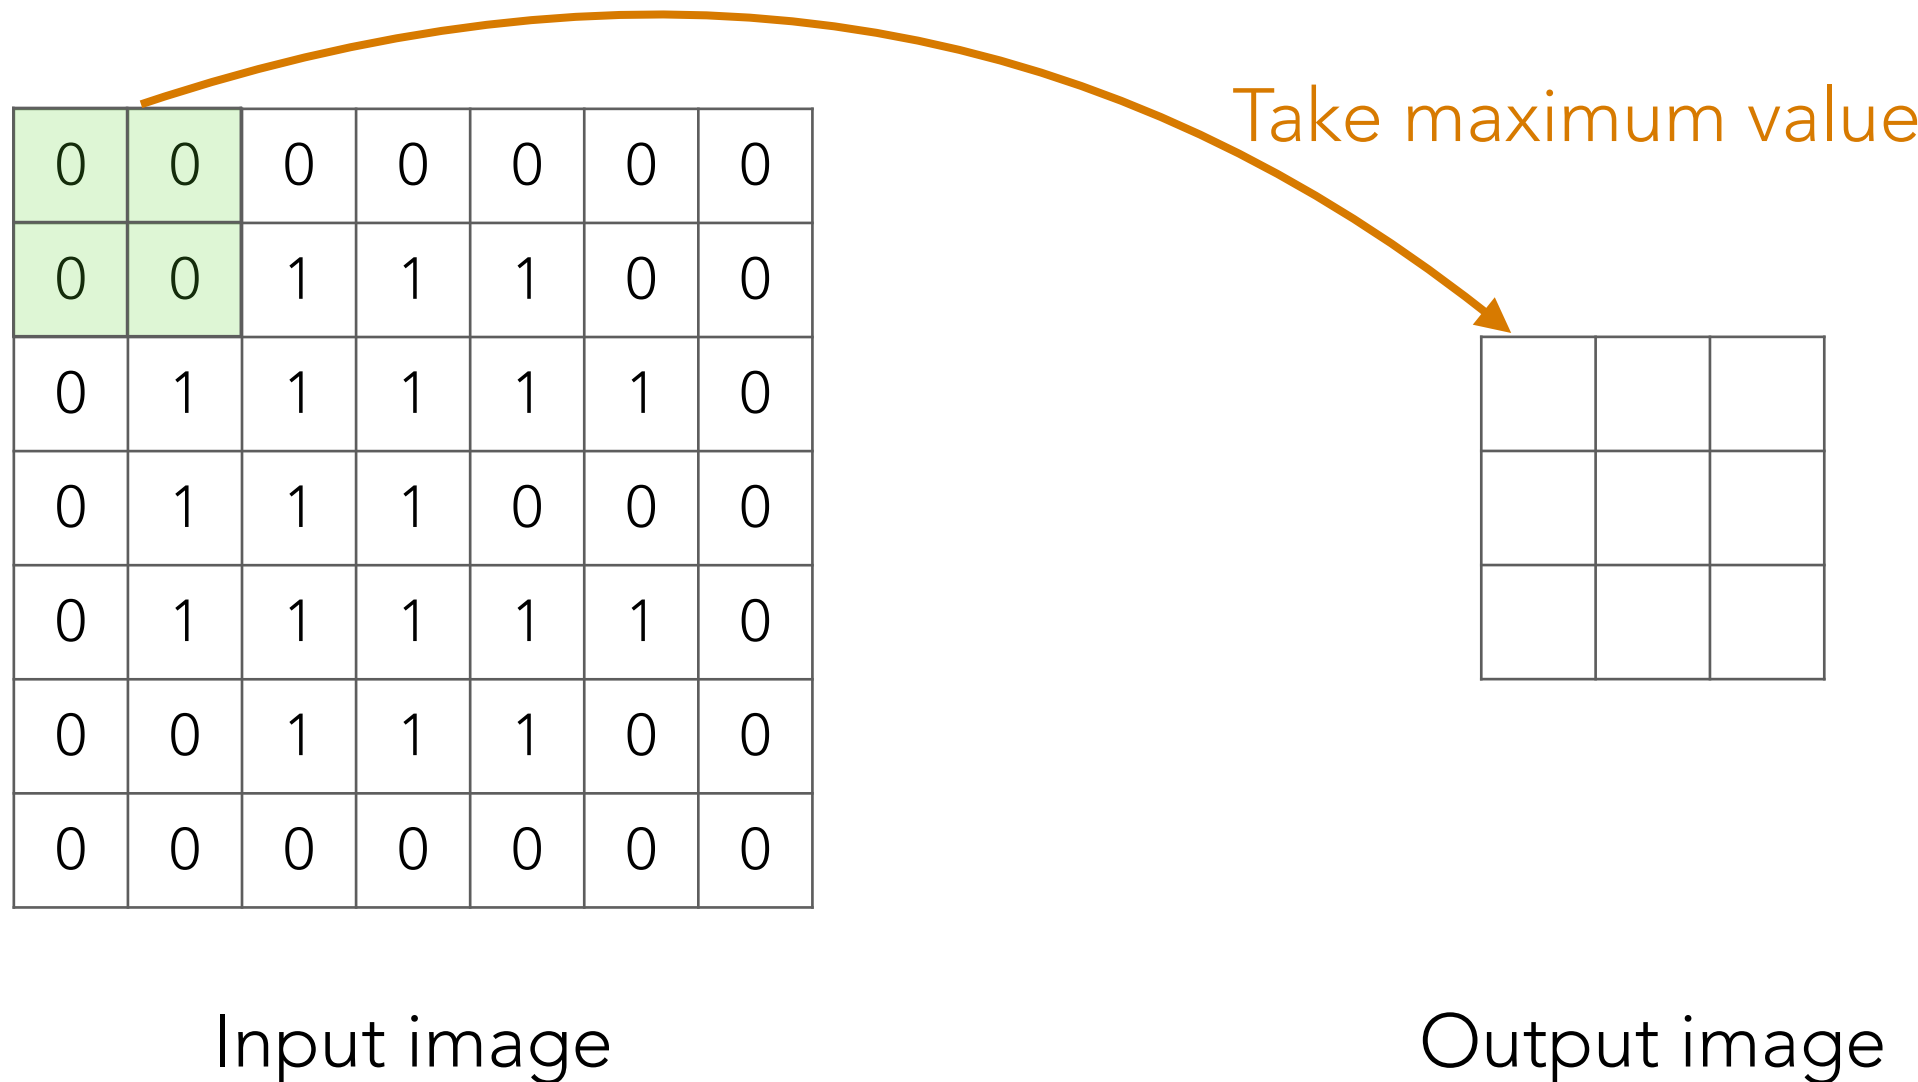 Take maximum value
0 0 0 0 0 0 0
0 0 1 1 1 0 0
0 1 1 1 1 1 0
0 1 1 1 0 0 0
0 1 1 1 1 1 0
0 0 1 1 1 0 0
0 0 0 0 0 0 0
Input image
Output image